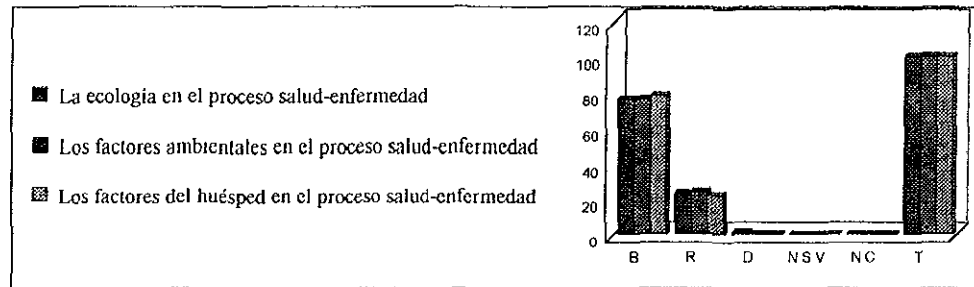 La ecología en el proceso salud-enfermedad
Los factores ambientales en el proceso salud-enfermedad
Los factores del huésped en el proceso salud-enfermedad
120
100
80
60
40
20
0
B R D NSV NC T